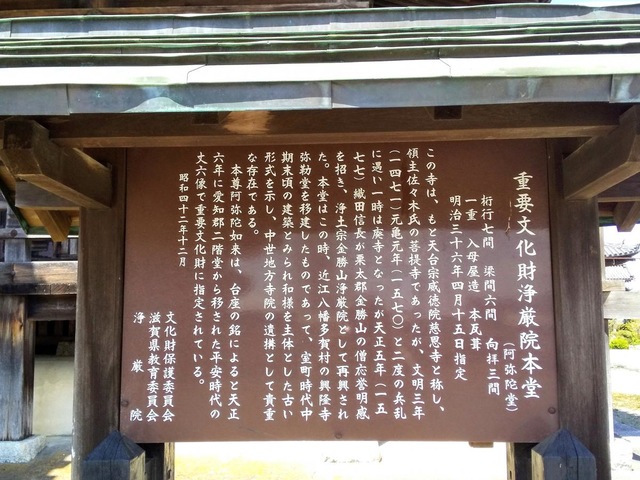 重要文化財浄厳院本堂
（阿弥陀堂）
桁行七間　梁間六間　向拝三間
一重　入母屋造　本瓦葺
明治三十六年四月十五日指定
この寺は、もと天台宗威徳院慈恩寺と称し、
領主佐々木氏の菩提寺であったが、文明三年
（一四七一）元亀元年（一五七〇）と二度の兵乱
に遇い一時は廃寺となったが天正五年（一五
七七）織田信長が栗太郡金勝山の僧応誉明感
を招き、浄土宗金勝山浄厳院として再興され
た。本堂はこの時、近江八幡多賀村の興隆寺
弥勒堂を移建したものであって、室町時代中
期末頃の建築とみられ和様を主体とした古い
形式を示し、中世地方寺院の遺構として貴重
な存在である。
本尊阿弥陀如来は、台座の銘によると天正
六年に愛知郡二階堂から移された平安時代の
丈六像で重要文化財に指定されている。
昭和四十二年十二月
文化財保護委員会
滋賀県教育委員会
浄厳院